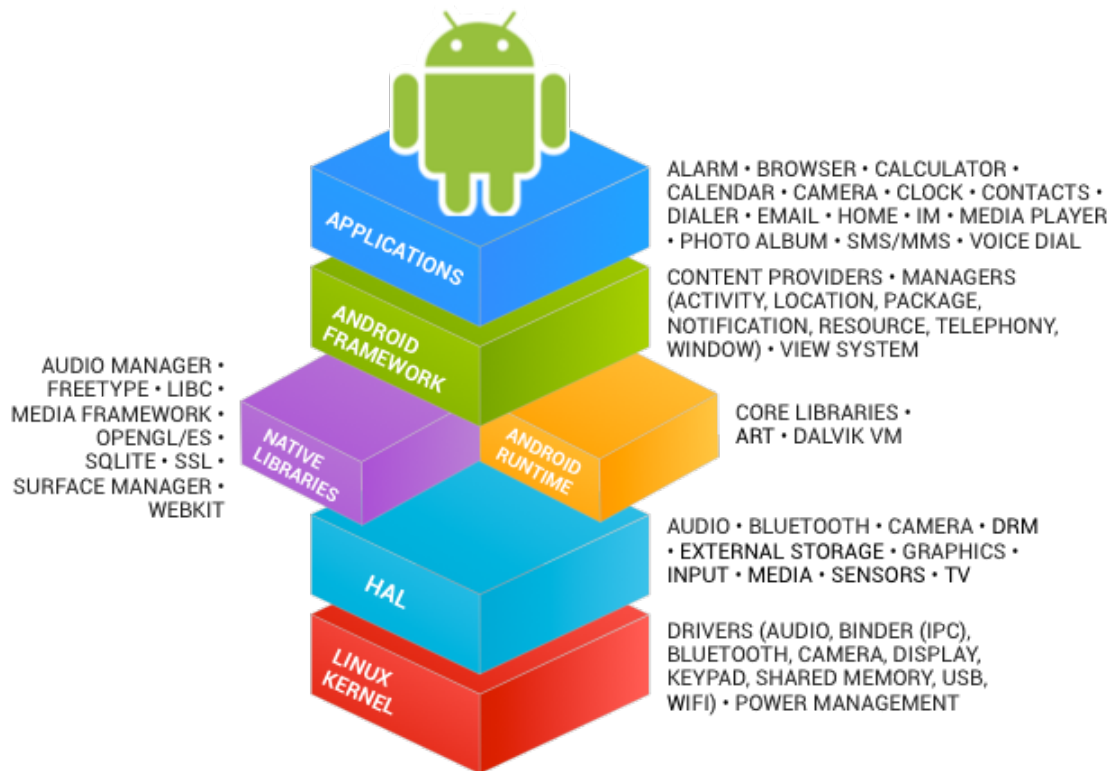 ALARM • BROWSER • CALCULATOR •
CALENDAR • CAMERA • CLOCK • CONTACTS •
DIALER • EMAIL • HOME • IM • MEDIA PLAYER
• PHOTO ALBUM • SMS/MMS • VOICE DIAL
APPLICATIONS
CONTENT PROVIDERS • MANAGERS
(ACTIVITY, LOCATION, PACKAGE,
NOTIFICATION, RESOURCE, TELEPHONY,
WINDOW) • VIEW SYSTEM
ANDROID
FRAMEWORK
AUDIO MANAGER •
FREETYPE • LIBC •
MEDIA FRAMEWORK •
OPENGL/ES •
SQLITE • SSL •
SURFACE MANAGER •
WEBKIT
NATIVE
LIBRARIES
ANDROID
RUNTIME
CORE LIBRARIES •
ART • DALVIK VM
AUDIO • BLUETOOTH • CAMERA • DRM
• EXTERNAL STORAGE • GRAPHICS •
INPUT • MEDIA • SENSORS • TV
HAL
DRIVERS (AUDIO, BINDER (IPC),
BLUETOOTH, CAMERA, DISPLAY,
KEYPAD, SHARED MEMORY, USB,
WIFI) • POWER MANAGEMENT
LINUX
KERNEL